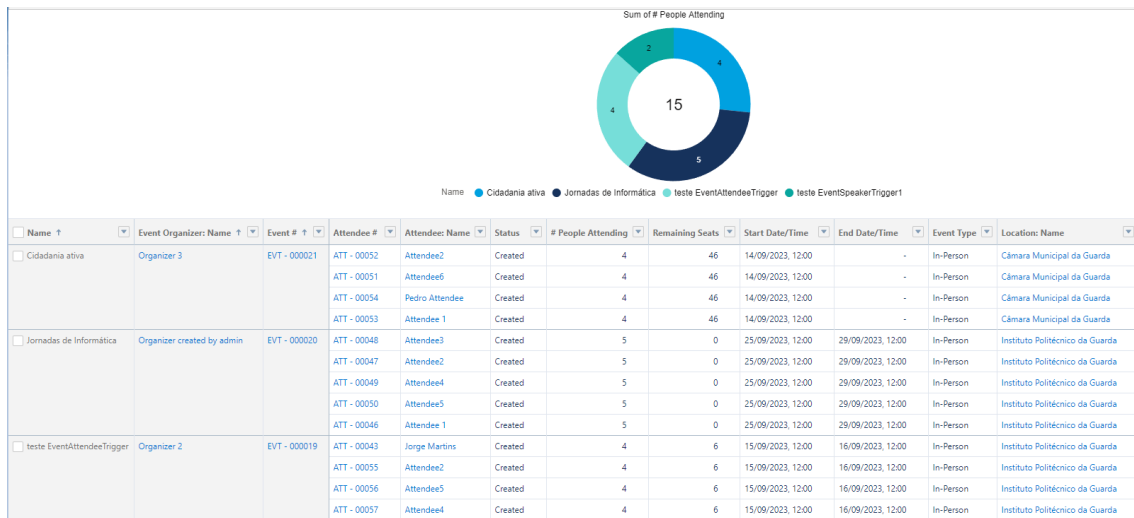 Sum of # People Attending
2
4
4
15
5
Name Cidadania ativa Jornadas de Informática teste EventAttendeeTrigger teste EventSpeakerTrigger1
Name ↑ Event Organizer: Name ↑ Event # ↑ Attendee # Attendee: Name Status # People Attending Remaining Seats Start Date/Time End Date/Time Event Type Location: Name
Cidadania ativa Organizer 3 EVT - 000021 ATT - 00052 Attendee2 Created 4 46 14/09/2023, 12:00 - In-Person Câmara Municipal da Guarda
ATT - 00051 Attendee6 Created 4 46 14/09/2023, 12:00 - In-Person Câmara Municipal da Guarda
ATT - 00054 Pedro Attendee Created 4 46 14/09/2023, 12:00 - In-Person Câmara Municipal da Guarda
ATT - 00053 Attendee 1 Created 4 46 14/09/2023, 12:00 - In-Person Câmara Municipal da Guarda
Jornadas de Informática Organizer created by admin EVT - 000020 ATT - 00048 Attendee3 Created 5 0 25/09/2023, 12:00 29/09/2023, 12:00 In-Person Instituto Politécnico da Guarda
ATT - 00047 Attendee2 Created 5 0 25/09/2023, 12:00 29/09/2023, 12:00 In-Person Instituto Politécnico da Guarda
ATT - 00049 Attendee4 Created 5 0 25/09/2023, 12:00 29/09/2023, 12:00 In-Person Instituto Politécnico da Guarda
ATT - 00050 Attendee5 Created 5 0 25/09/2023, 12:00 29/09/2023, 12:00 In-Person Instituto Politécnico da Guarda
ATT - 00046 Attendee 1 Created 5 0 25/09/2023, 12:00 29/09/2023, 12:00 In-Person Instituto Politécnico da Guarda
teste EventAttendeeTrigger Organizer 2 EVT - 000019 ATT - 00043 Jorge Martins Created 4 6 15/09/2023, 12:00 16/09/2023, 12:00 In-Person Instituto Politécnico da Guarda
ATT - 00055 Attendee2 Created 4 6 15/09/2023, 12:00 16/09/2023, 12:00 In-Person Instituto Politécnico da Guarda
ATT - 00056 Attendee5 Created 4 6 15/09/2023, 12:00 16/09/2023, 12:00 In-Person Instituto Politécnico da Guarda
ATT - 00057 Attendee4 Created 4 6 15/09/2023, 12:00 16/09/2023, 12:00 In-Person Instituto Politécnico da Guarda